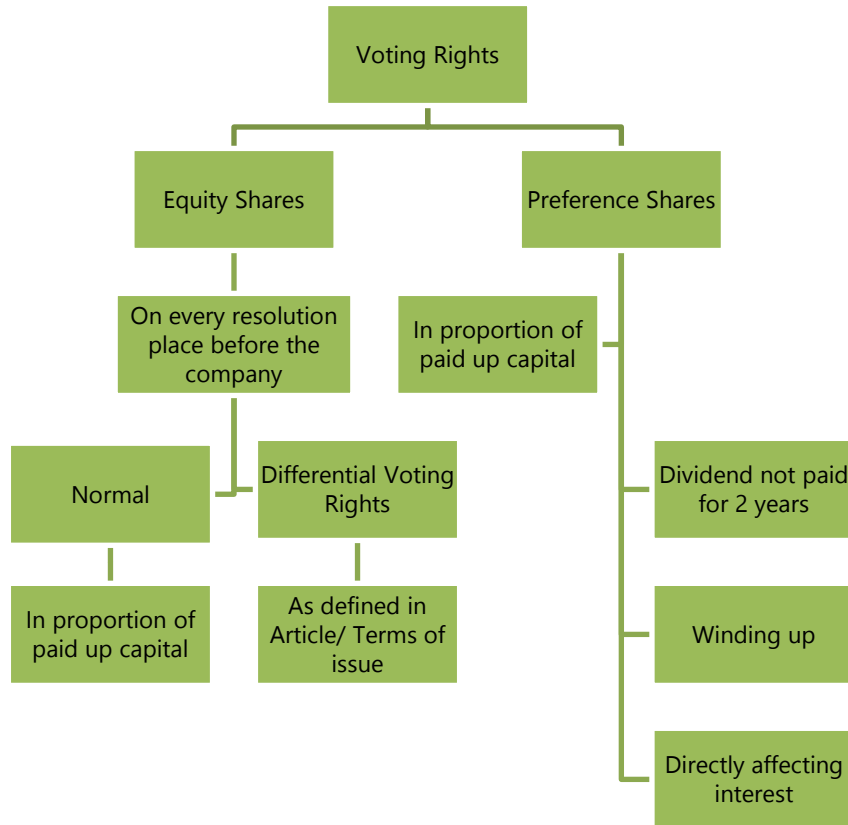 Voting Rights
Equity Shares
Preference Shares
On every resolution
place before the
company
In proportion of
paid up capital
Normal
Differential Voting
Rights
Dividend not paid
for 2 years
In proportion of
paid up capital
As defined in
Article/ Terms of
issue
Winding up
Directly affecting
interest